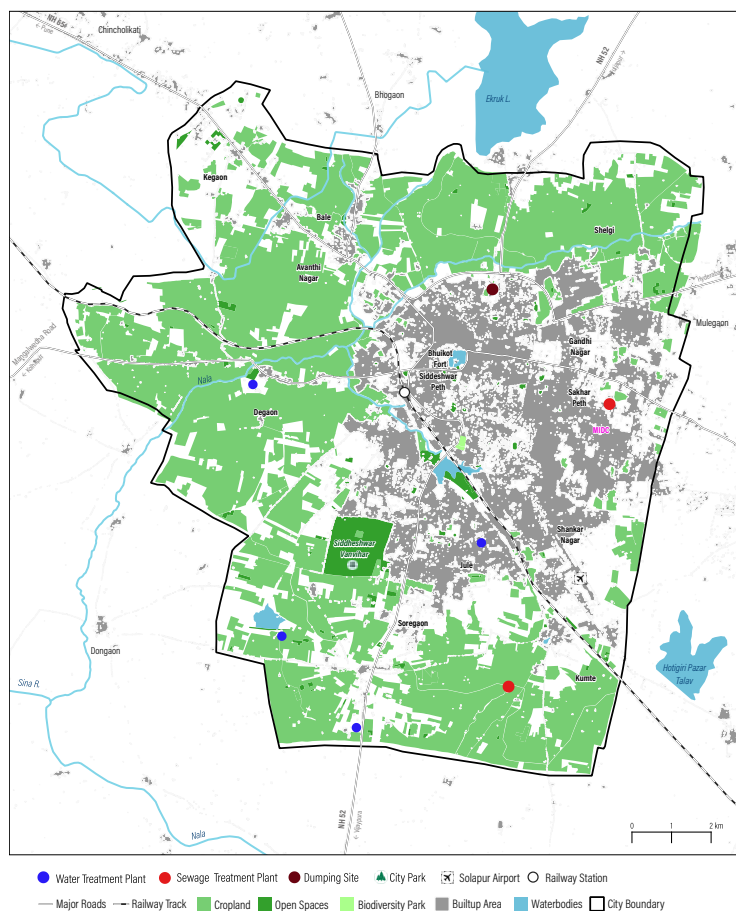 NH 65
← Pune
Chincholikati
NH 52
Bhogaon
Ekruk L.
Kegaon
Bale
Shelgi
Avanthi
Nagar
Mulegaon
Mangalwedha Road
Gandhi
Nagar
Bhuikot
Fort
Siddeshwar
Peth
Nala
Sakhar
Peth
Degaon
MIDC
Shankar
Nagar
Siddheshwar
Vanvihar
Jule
Soregaon
Dongaon
Hotigiri Pazar
Talav
Kumte
Sina R.
NH 52
← Vijaypura
Nala
0 1 2 km
Water Treatment Plant Sewage Treatment Plant Dumping Site City Park Solapur Airport Railway Station
Major Roads Railway Track Cropland Open Spaces Biodiversity Park Builtup Area Waterbodies City Boundary